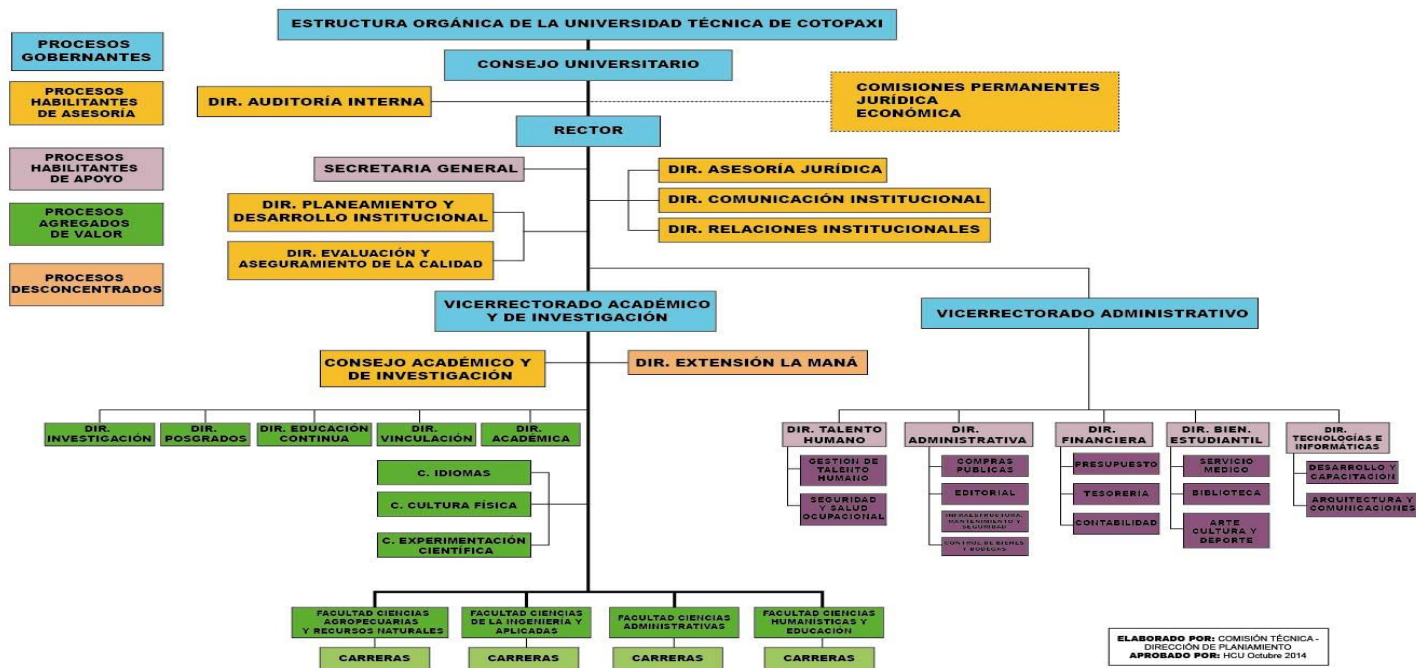 ESTRUCTURA ORGÁNICA DE LA UNIVERSIDAD TÉCNICA DE COTOPAXI
PROCESOS
GOBERNANTES
PROCESOS
HABILITANTES
DE ASESORÍA
PROCESOS
HABILITANTES
DE APOYO
PROCESOS
AGREGADOS
DE VALOR
PROCESOS
DESCONCENTRADOS
CONSEJO UNIVERSITARIO
DIR. AUDITORÍA INTERNA
COMISIONES PERMANENTES
JURÍDICA
ECONÓMICA
RECTOR
SECRETARIA GENERAL
DIR. ASESORÍA JURÍDICA
DIR. COMUNICACIÓN INSTITUCIONAL
DIR. RELACIONES INSTITUCIONALES
DIR. PLANEAMIENTO Y
DESARROLLO INSTITUCIONAL
DIR. EVALUACIÓN Y
ASEGURAMIENTO DE LA CALIDAD
VICERRECTORADO ACADÉMICO
Y DE INVESTIGACIÓN
VICERRECTORADO ADMINISTRATIVO
CONSEJO ACADÉMICO Y
DE INVESTIGACIÓN
DIR. EXTENSIÓN LA MANÁ
DIR.
INVESTIGACIÓN
DIR.
POSGRADOS
DIR. EDUCACIÓN
CONTINUA
DIR.
VINCULACIÓN
DIR.
ACADÉMICA
C. IDIOMAS
C. CULTURA FÍSICA
C. EXPERIMENTACIÓN
CIENTÍFICA
DIR. TALENTO
HUMANO
GESTION DE
TALENTO
HUMANO
SEGURIDAD
Y SALUD
OCUPACIONAL
DIR.
ADMINISTRATIVA
COMPRAS
PUBLICAS
EDITORIAL
INFRAESTRUCTURA,
MANTENIMIENTO Y
SEGURIDAD
CONTROL DE BIENES
Y BODEGAS
DIR.
FINANCIERA
PRESUPUESTO
TESORERIA
CONTABILIDAD
DIR. BIEN.
ESTUDIANTIL
SERVICIO
MEDICO
BIBLIOTECA
ARTE
CULTURA Y
DEPORTE
DIR.
TECNOLOGÍAS E
INFORMÁTICAS
DESARROLLO Y
CAPACITACION
ARQUITECTURA Y
COMUNICACIONES
FACULTAD CIENCIAS
AGROPECUARIAS
Y RECURSOS NATURALES
CARRERAS
FACULTAD CIENCIAS
DE LA INGENIERÍA Y
APLICADAS
CARRERAS
FACULTAD CIENCIAS
ADMINISTRATIVAS
CARRERAS
FACULTAD CIENCIAS
HUMANÍSTICAS Y
EDUCACIÓN
CARRERAS
ELABORADO POR: COMISIÓN TÉCNICA -
DIRECCIÓN DE PLANIAMIENTO
APROBADO POR: HCU Octubre 2014